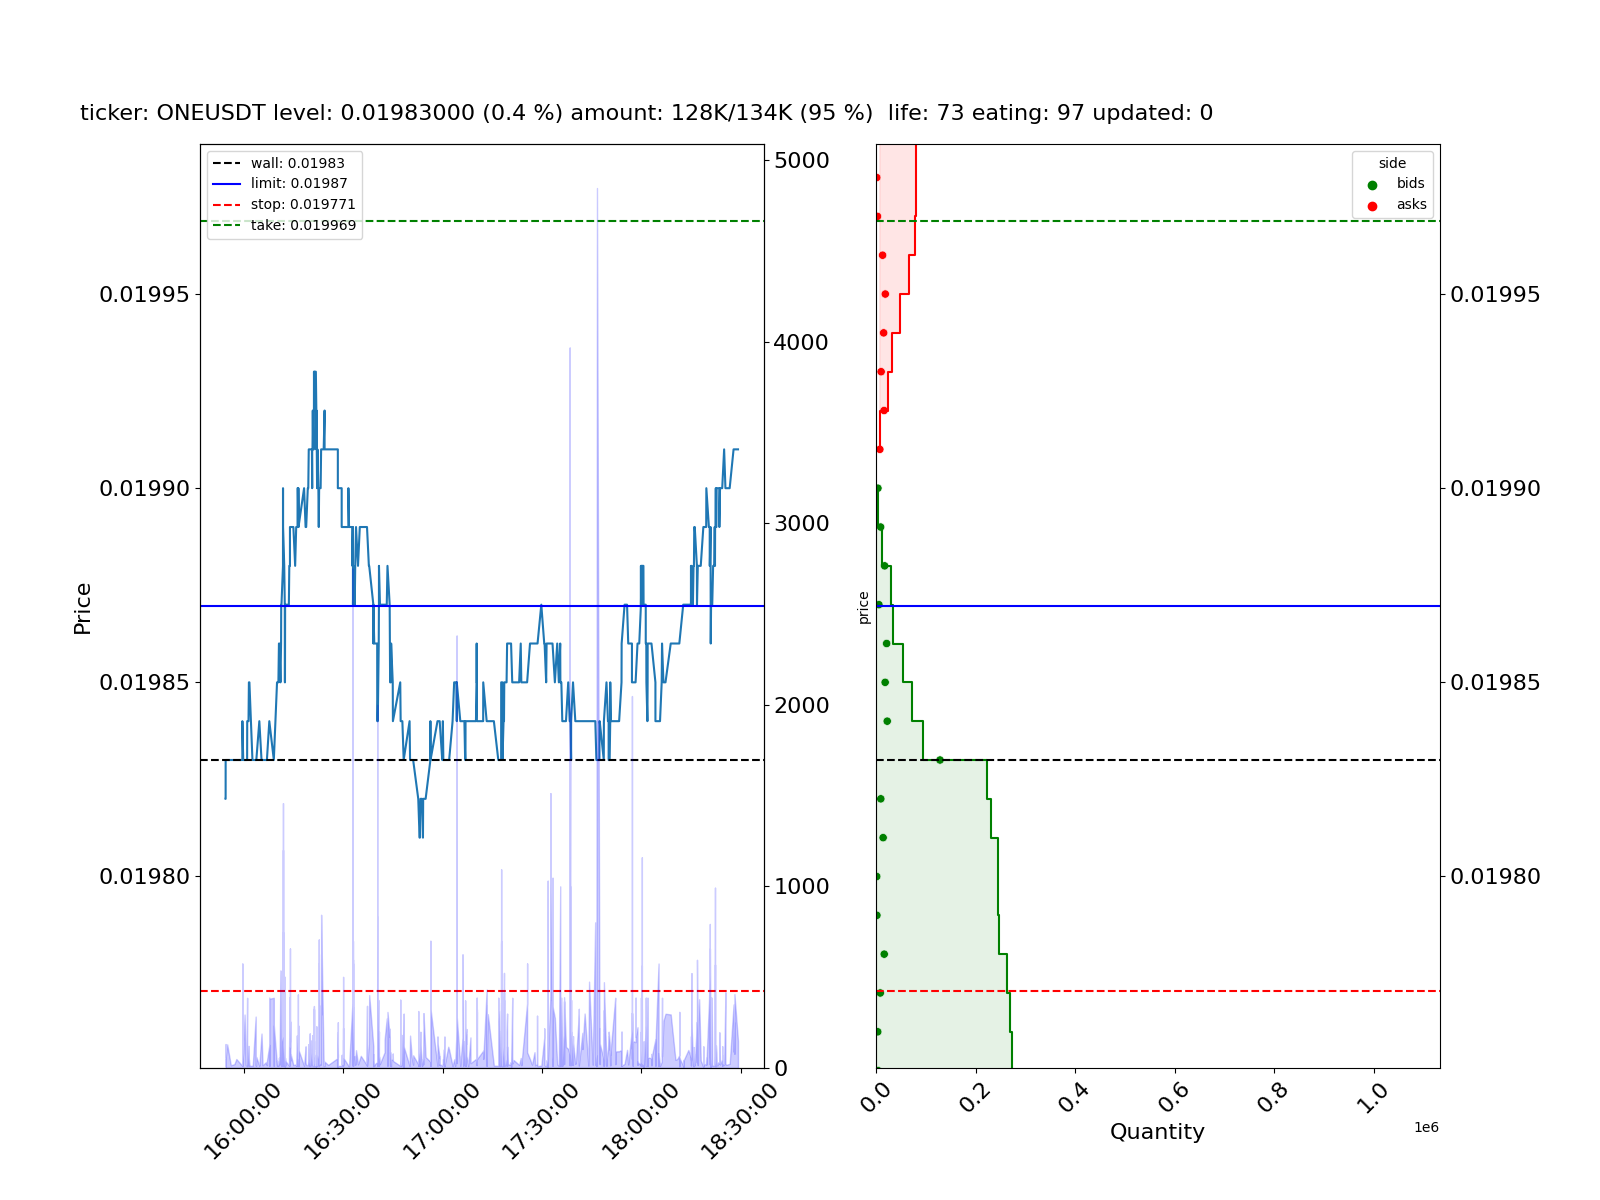 ticker: ONEUSDT level: 0.01983000 (0.4 %) amount: 128K/134K (95 %)  life: 73 eating: 97 updated: 0
wall: 0.01983
limit: 0.01987
stop: 0.019771
take: 0.019969
Price
0.01995
0.01990
0.01985
0.01980
5000
4000
3000
2000
1000
0
16:00:00
16:30:00
17:00:00
17:30:00
18:00:00
18:30:00
side
bids
asks
price
0.01995
0.01990
0.01985
0.01980
0.0
0.2
0.4
0.6
0.8
1.0
1e6
Quantity